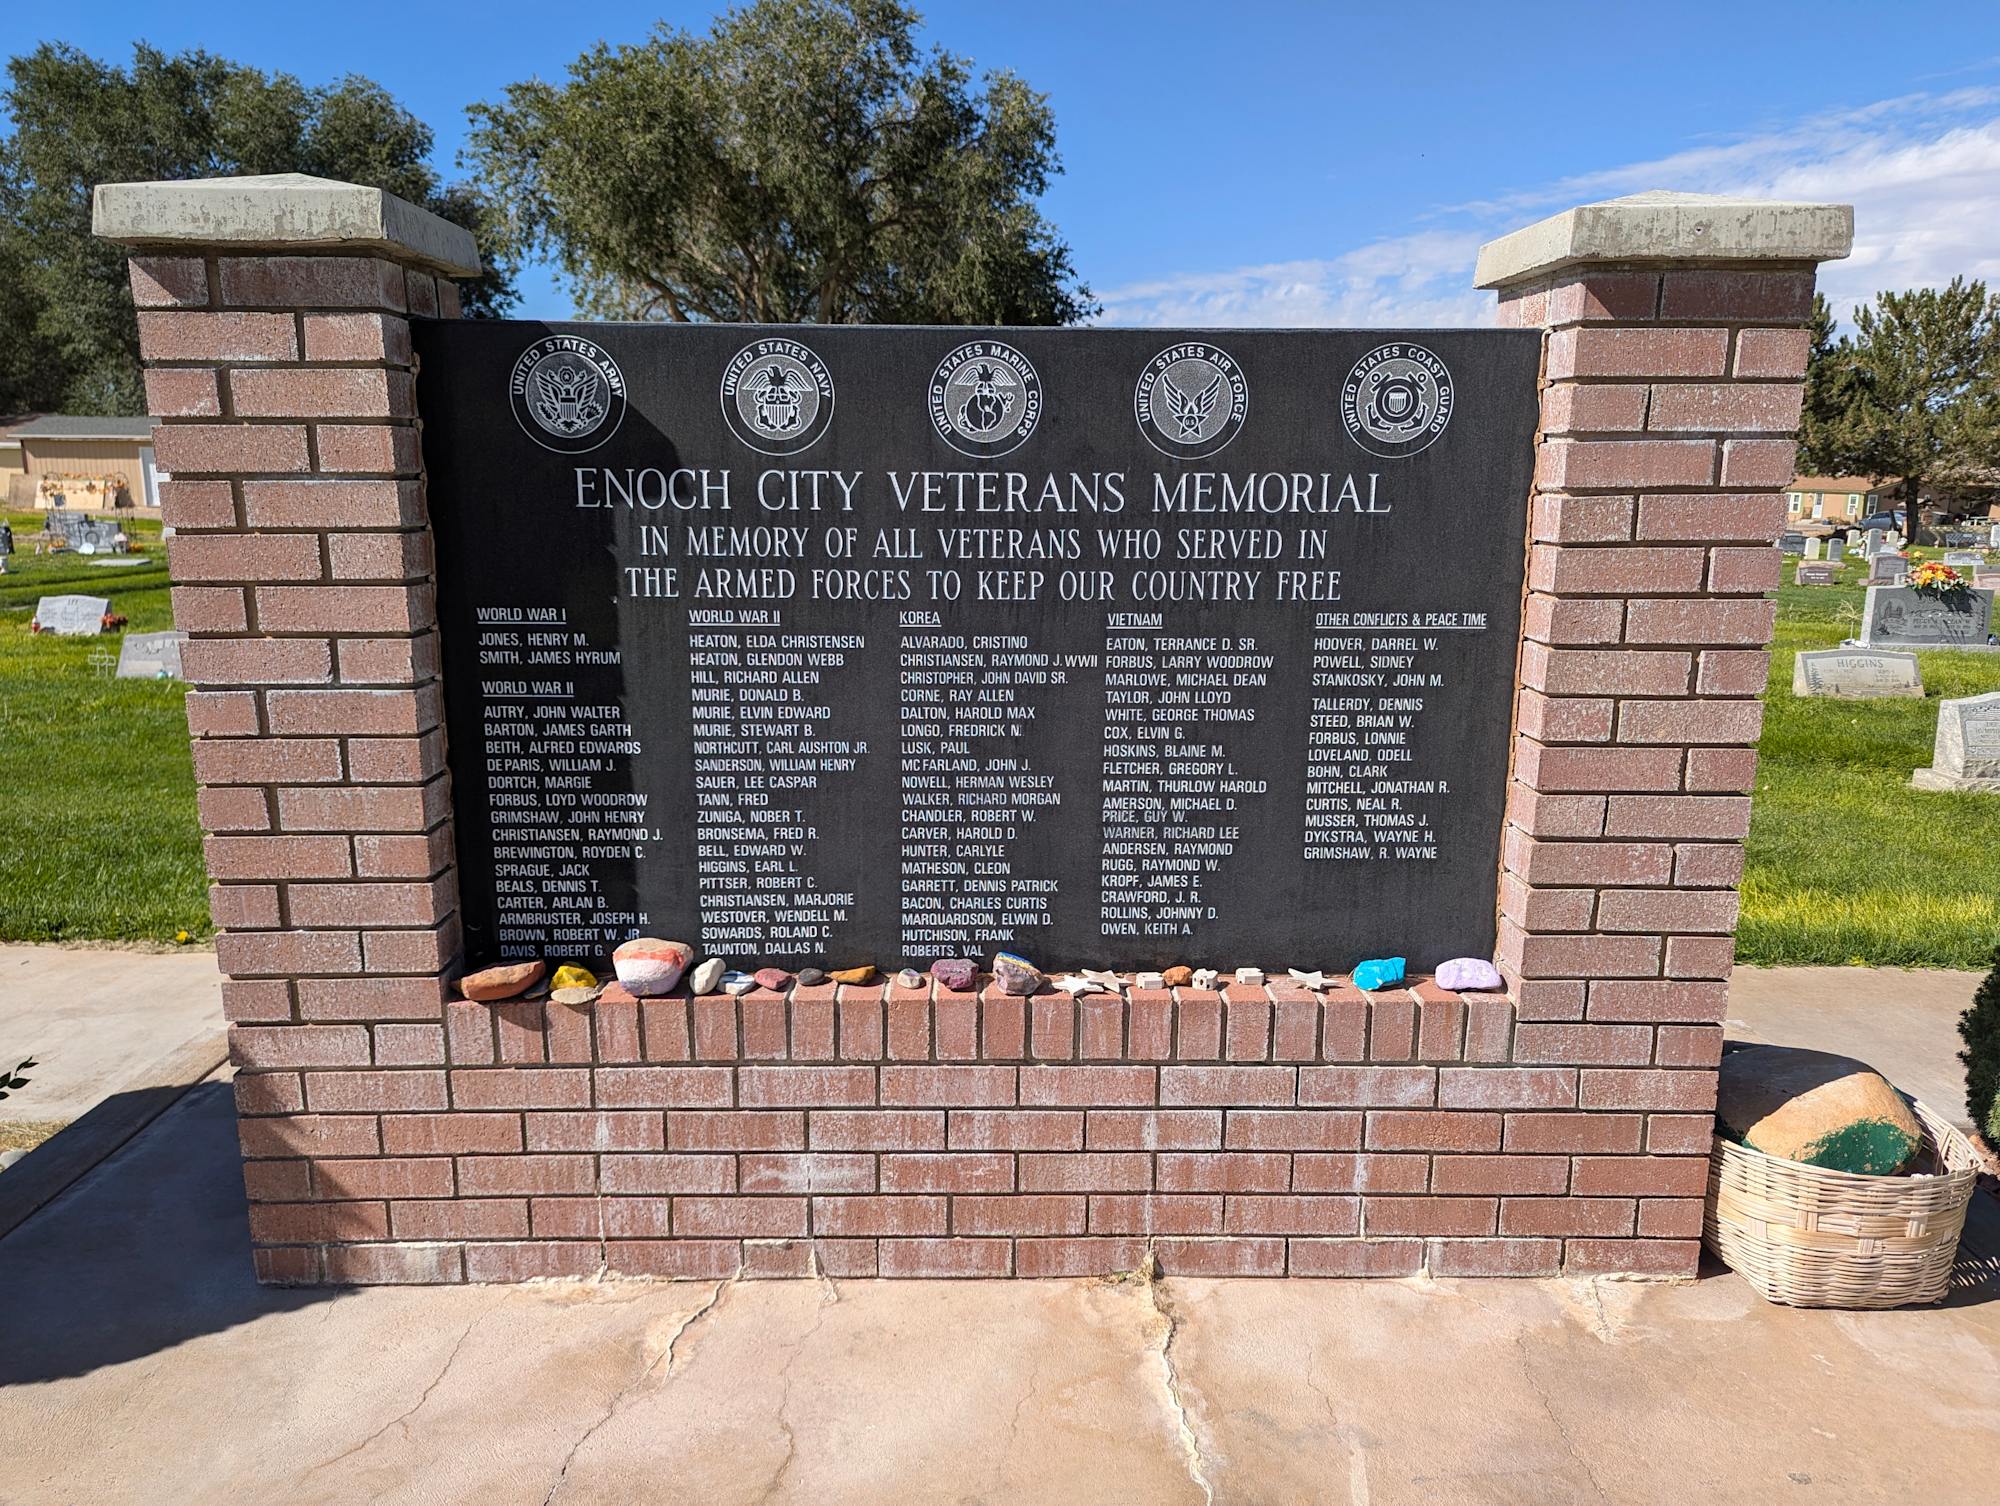 UNITED STATES ARMY
UNITED STATES NAVY
UNITED STATES MARINE CORPS
UNITED STATES AIR FORCE
U.S.
UNITED STATES COAST GUARD
ENOCH CITY VETERANS MEMORIAL
IN MEMORY OF ALL VETERANS WHO SERVED IN
THE ARMED FORCES TO KEEP OUR COUNTRY FREE
WORLD WAR I
JONES, HENRY M.
SMITH, JAMES HYRUM
WORLD WAR II
AUTRY, JOHN WALTER
BARTON, JAMES GARTH
BEITH, ALFRED EDWARDS
DEPARIS, WILLIAM J.
DORTCH, MARGIE
FORBUS, LOYD WOODROW
GRIMSHAW, JOHN HENRY
CHRISTIANSEN, RAYMOND J.
BREWINGTON, ROYDEN C.
SPRAGUE, JACK
BEALS, DENNIS T.
CARTER, ARLAN B.
ARMBRUSTER, JOSEPH H.
BROWN, ROBERT W. JR.
DAVIS, ROBERT G.
WORLD WAR II
HEATON, ELDA CHRISTENSEN
HEATON, GLENDON WEBB
HILL, RICHARD ALLEN
MURIE, DONALD B.
MURIE, ELVIN EDWARD
MURIE, STEWART B.
NORTHCUTT, CARL AUSHTON JR.
SANDERSON, WILLIAM HENRY
SAUER, LEE CASPAR
TANN, FRED
ZUNIGA, NOBER T.
BRONSEMA, FRED R.
BELL, EDWARD W.
HIGGINS, EARL L.
PITTSER, ROBERT C.
CHRISTIANSEN, MARJORIE
WESTOVER, WENDELL M.
SOWARDS, ROLAND C.
TAUNTON, DALLAS N.
KOREA
ALVARADO, CRISTINO
CHRISTIANSEN, RAYMOND J. WWII
CHRISTOPHER, JOHN DAVID SR.
CORNE, RAY ALLEN
DALTON, HAROLD MAX
LONGO, FREDRICK N.
LUSK, PAUL
MCFARLAND, JOHN J.
NOWELL, HERMAN WESLEY
WALKER, RICHARD MORGAN
CHANDLER, ROBERT W.
CARVER, HAROLD D.
HUNTER, CARLYLE
MATHESON, CLEON
GARRETT, DENNIS PATRICK
BACON, CHARLES CURTIS
MARQUARDSON, ELWIN D.
HUTCHISON, FRANK
ROBERTS, VAL
VIETNAM
EATON, TERRANCE D. SR.
FORBUS, LARRY WOODROW
MARLOWE, MICHAEL DEAN
TAYLOR, JOHN LLOYD
WHITE, GEORGE THOMAS
COX, ELVIN G.
HOSKINS, BLAINE M.
FLETCHER, GREGORY L.
MARTIN, THURLOW HAROLD
AMERSON, MICHAEL D.
PRICE, GUY W.
WARNER, RICHARD LEE
ANDERSEN, RAYMOND
RUGG, RAYMOND W.
KROPF, JAMES E.
CRAWFORD, J. R.
ROLLINS, JOHNNY D.
OWEN, KEITH A.
OTHER CONFLICTS & PEACE TIME
HOOVER, DARREL W.
POWELL, SIDNEY
STANKOSKY, JOHN M.
TALLERDY, DENNIS
STEED, BRIAN W.
FORBUS, LONNIE
LOVELAND, ODELL
BOHN, CLARK
MITCHELL, JONATHAN R.
CURTIS, NEAL R.
MUSSER, THOMAS J.
DYKSTRA, WAYNE H.
GRIMSHAW, R. WAYNE
HIGGINS